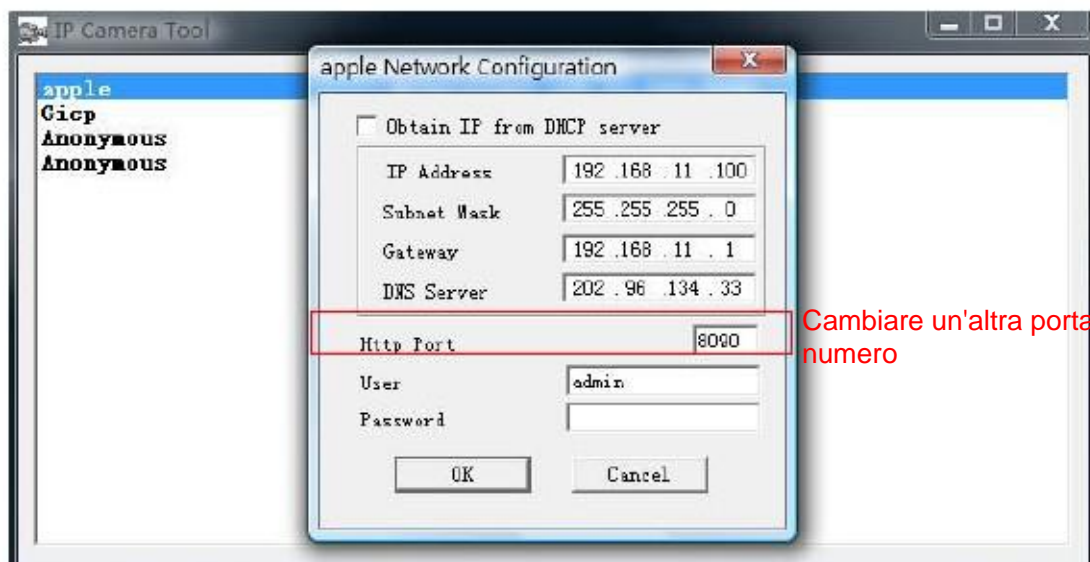 IP Camera Tool
apple Network Configuration
apple
Gicp
Anonymous
Anonymous
Obtain IP from DHCP server
IP Address 192 .168 . 11 .100
Subnet Mask 255 .255 .255 . 0
Gateway 192 .168 . 11 . 1
DNS Server 202 . 96 .134 . 33
Http Port 8090
Cambiare un'altra porta
numero
User admin
Password
OK Cancel